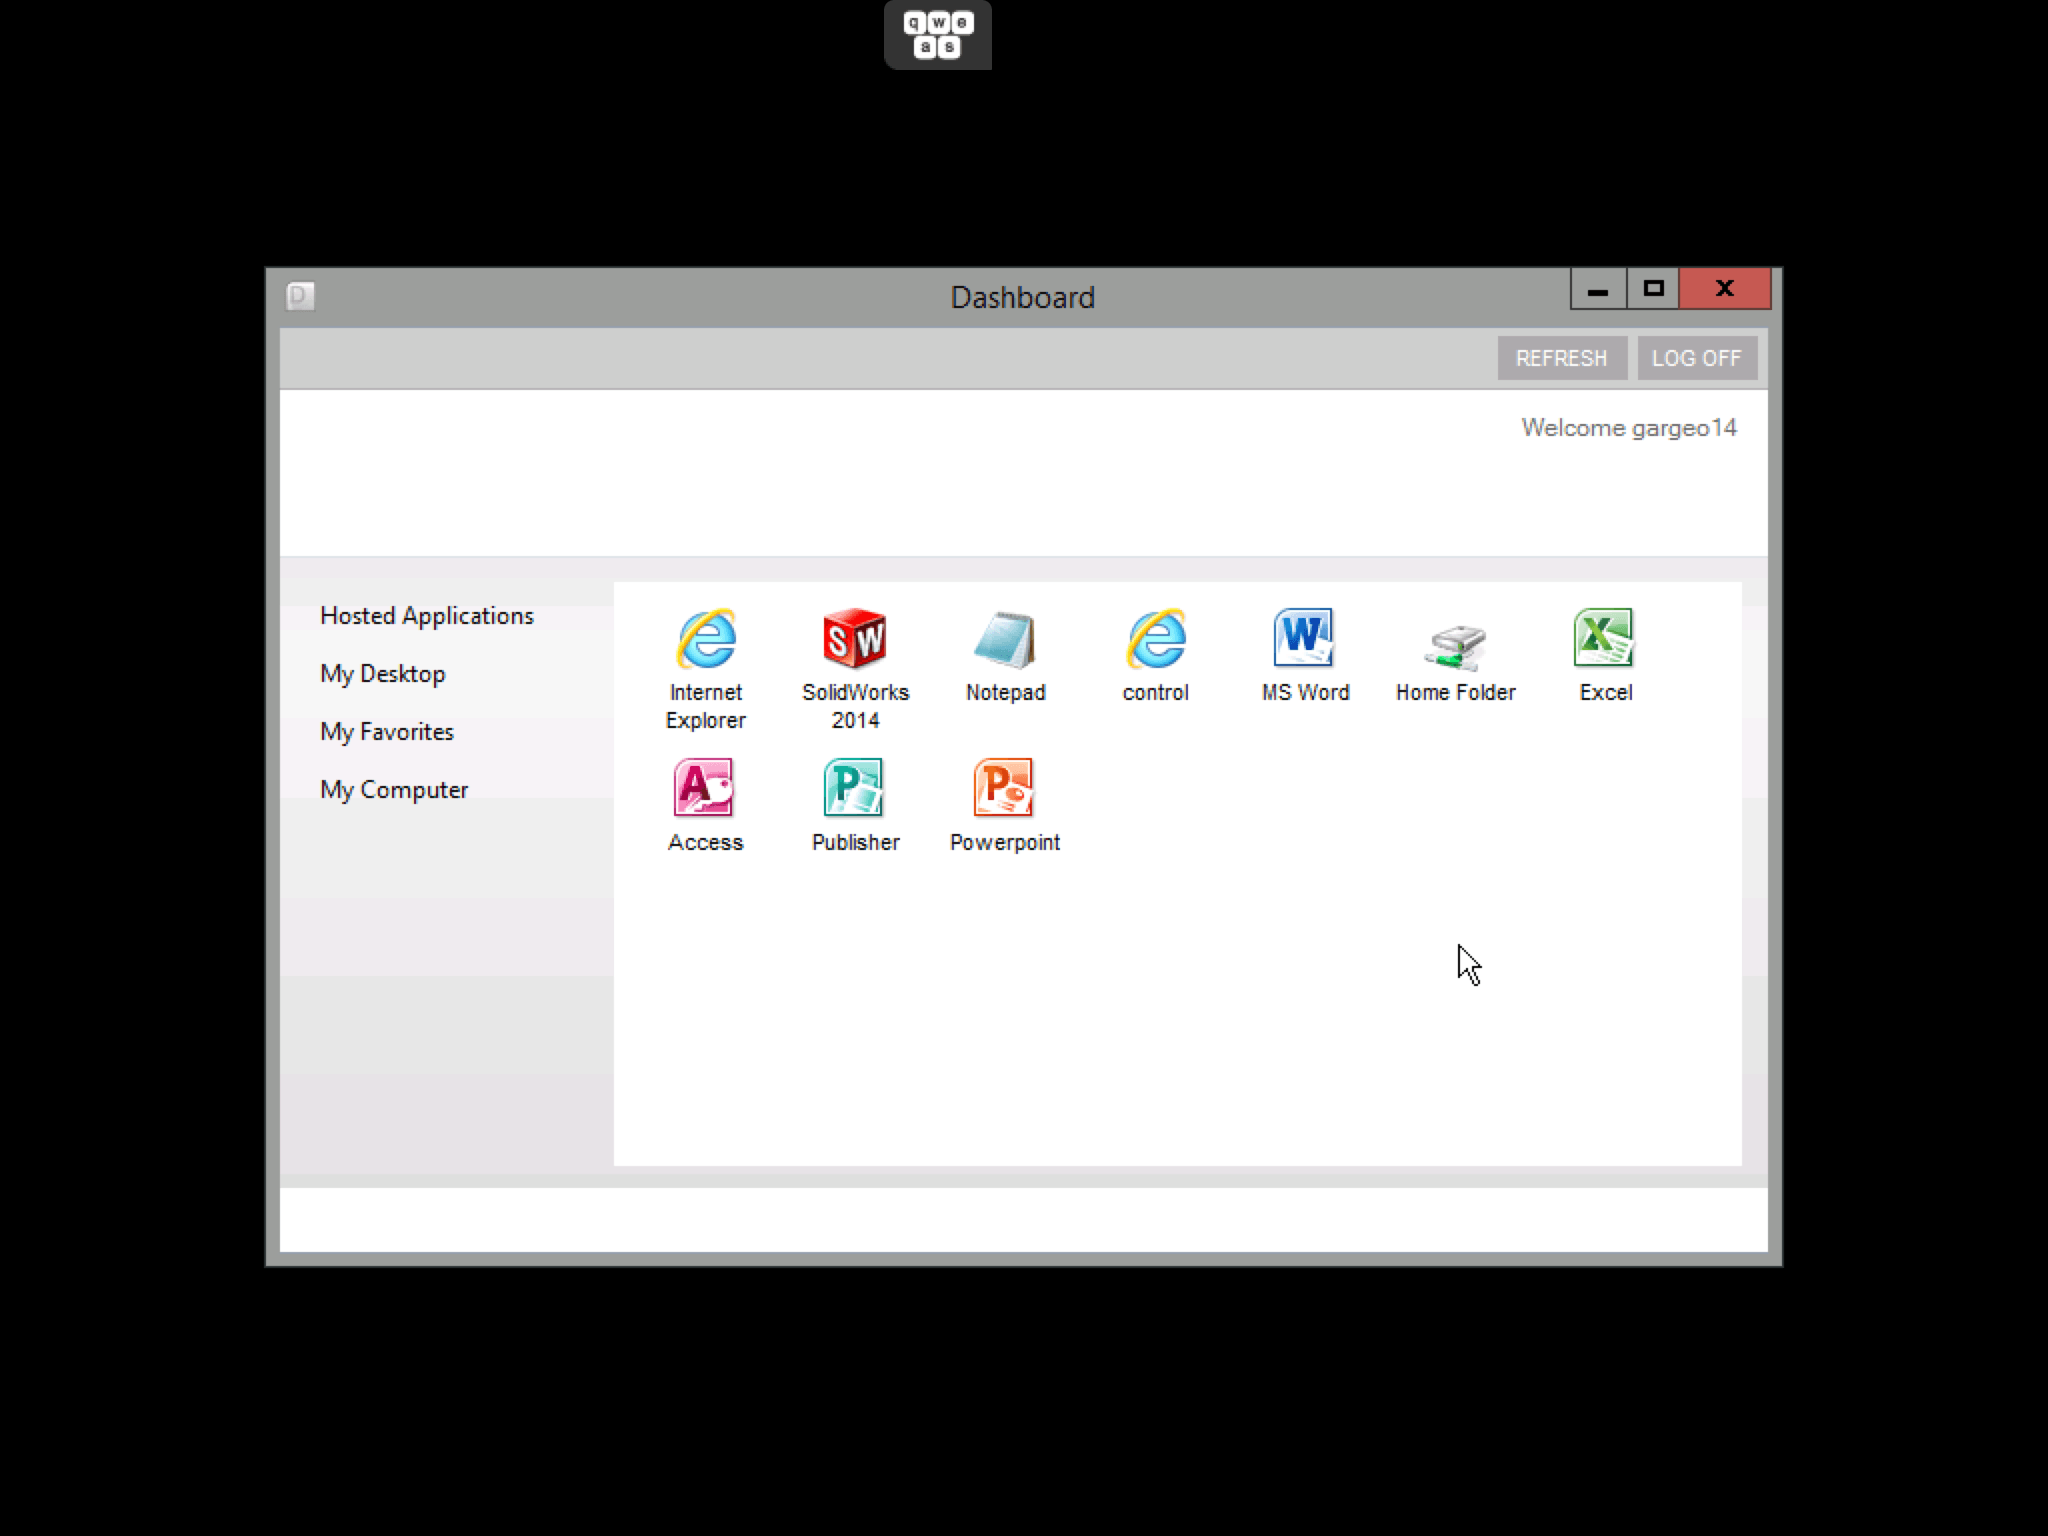 q w e
a s
D
Dashboard
REFRESH LOG OFF
Welcome gargeo14
Hosted Applications
My Desktop
My Favorites
My Computer
Internet Explorer
SW
SolidWorks 2014
Notepad
control
W
MS Word
Home Folder
X
Excel
A
Access
P
Publisher
P
Powerpoint